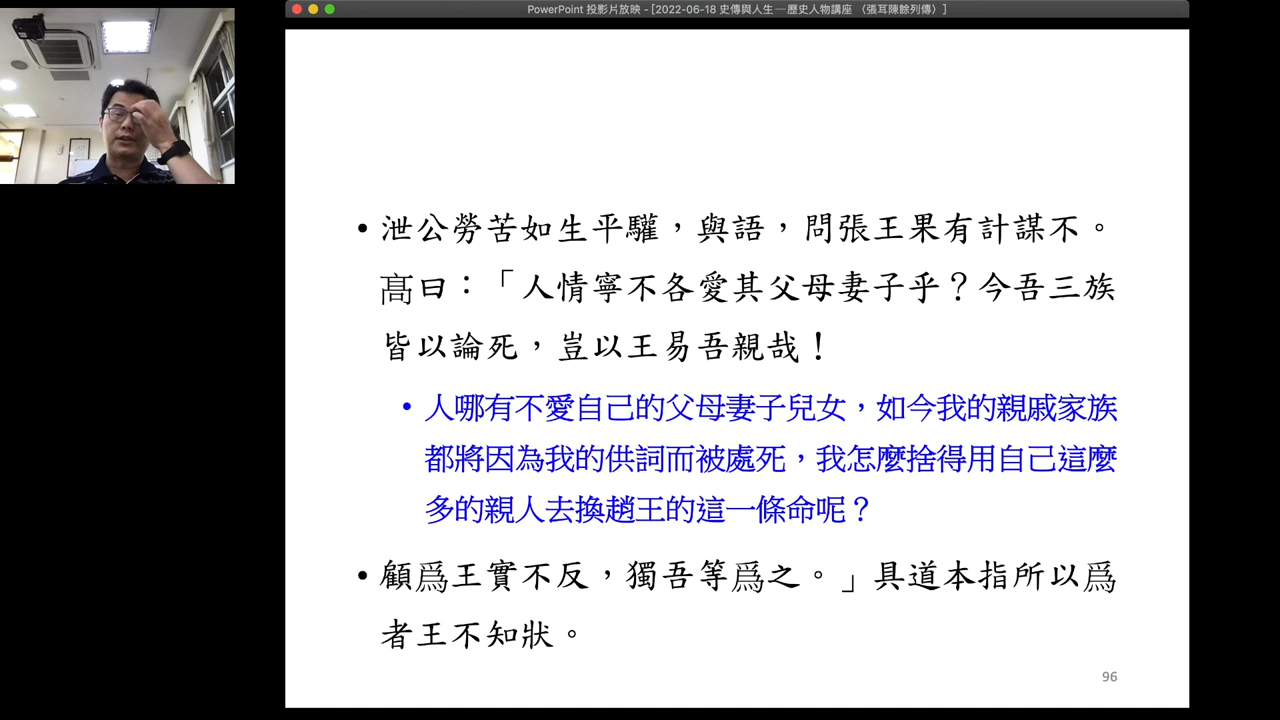 PowerPoint 投影片放映 - [2022-06-18 史傳與人生—歷史人物講座 〈張耳陳餘列傳〉]
• 泄公勞苦如生平驩，與語，問張王果有計謀不。
高曰：「人情寧不各愛其父母妻子乎？今吾三族
皆以論死，豈以王易吾親哉！
• 人哪有不愛自己的父母妻子兒女，如今我的親戚家族
都將因為我的供詞而被處死，我怎麼捨得用自己這麼
多的親人去換趙王的這一條命呢？
• 顧爲王實不反，獨吾等爲之。」具道本指所以爲
者王不知狀。
96